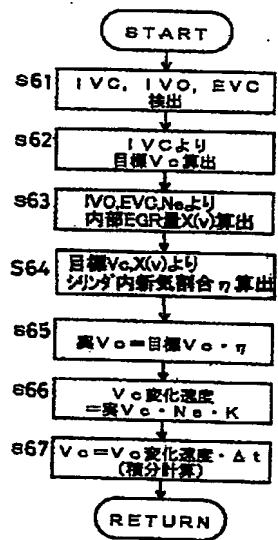 START
S61
IVC, IVO, EVC
検出
S62
IVCより
目標Vc算出
S63
IVO,EVC,Neより
内部EGR量X(v)算出
S64
目標Vc,X(v)より
シリンダ内新気割合η算出
S65
実Vc=目標Vc・η
S66
Vc変化速度
=実Vc・Ne・K
S67
Vc=Vc変化速度・Δt
(積分計算)
RETURN